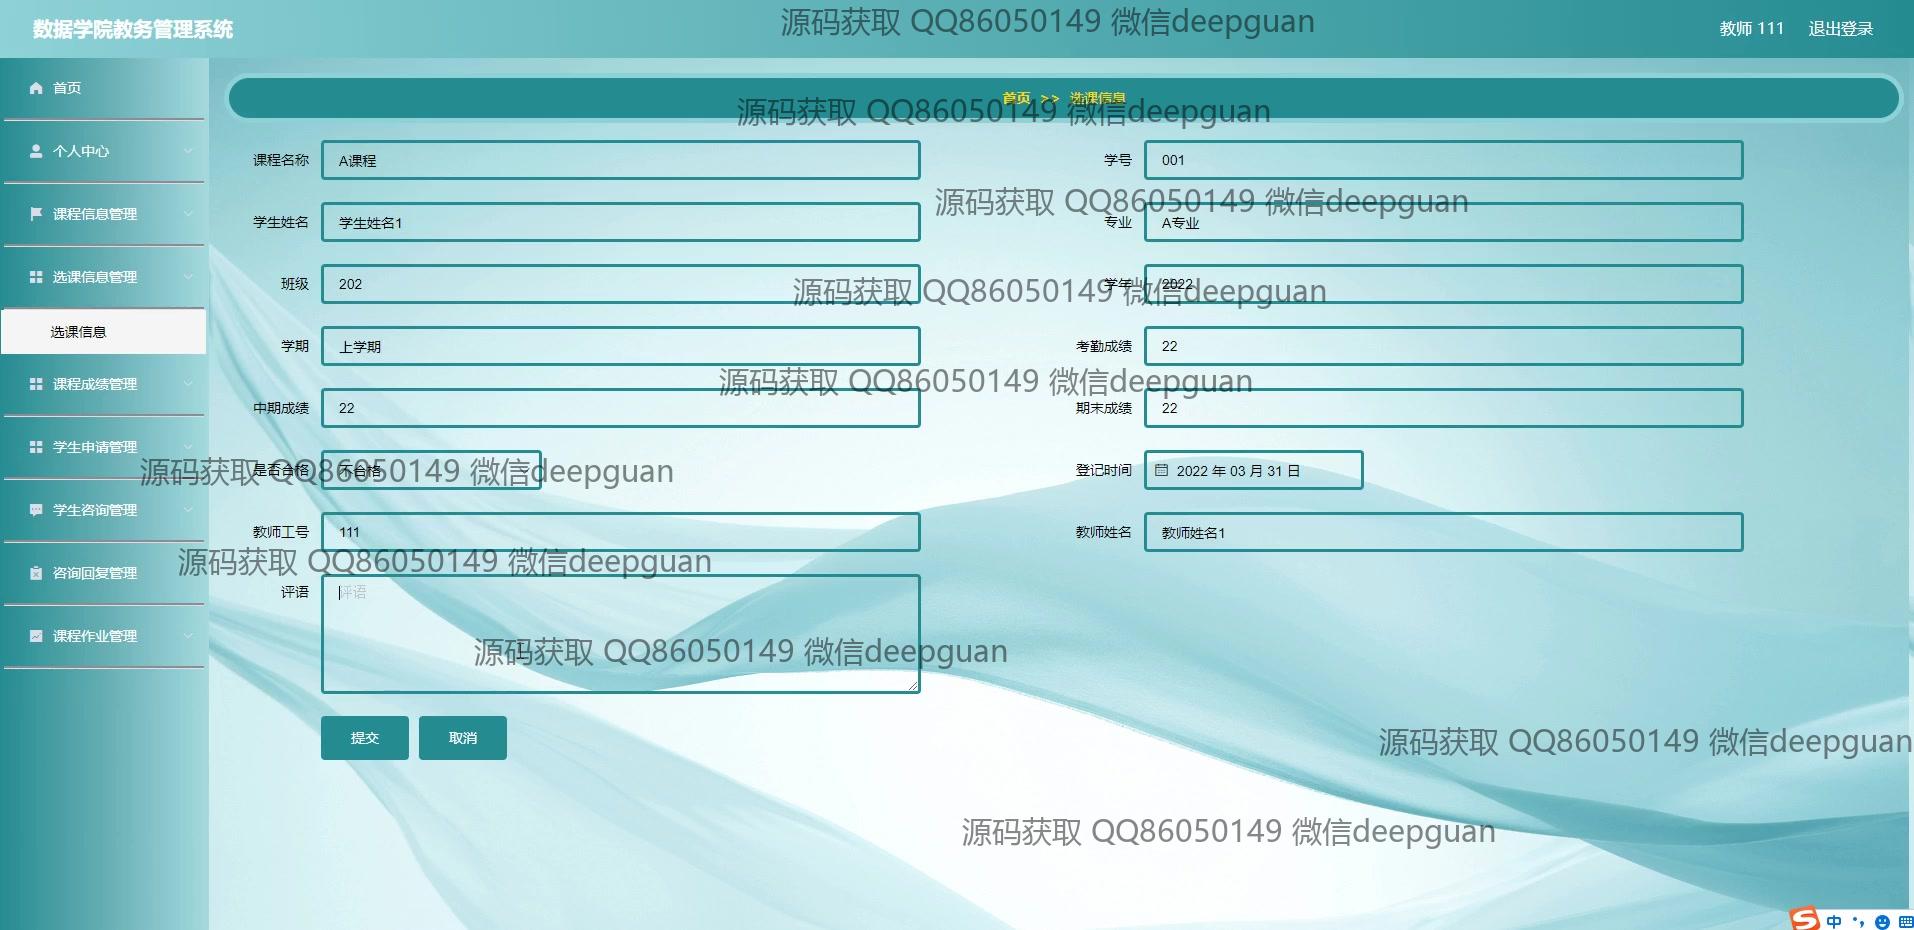 数据学院教务管理系统
源码获取 QQ86050149 微信deepguan
教师 111 退出登录
首页
个人中心
课程信息管理
选课信息管理
选课信息
课程成绩管理
学生申请管理
学生咨询管理
咨询回复管理
课程作业管理
首页 >> 选课信息
源码获取 QQ86050149 微信deepguan
课程名称 A课程 学号 001
源码获取 QQ86050149 微信deepguan
学生姓名 学生姓名1 专业 A专业
班级 202 学年 2022
源码获取 QQ86050149 微信deepguan
学期 上学期 考勤成绩 22
源码获取 QQ86050149 微信deepguan
中期成绩 22 期末成绩 22
是否合格 不合格 登记时间 2022 年 03 月 31 日
源码获取 QQ86050149 微信deepguan
教师工号 111 教师姓名 教师姓名1
源码获取 QQ86050149 微信deepguan
评语 评语
源码获取 QQ86050149 微信deepguan
提交 取消
源码获取 QQ86050149 微信deepguan
源码获取 QQ86050149 微信deepguan
S 中